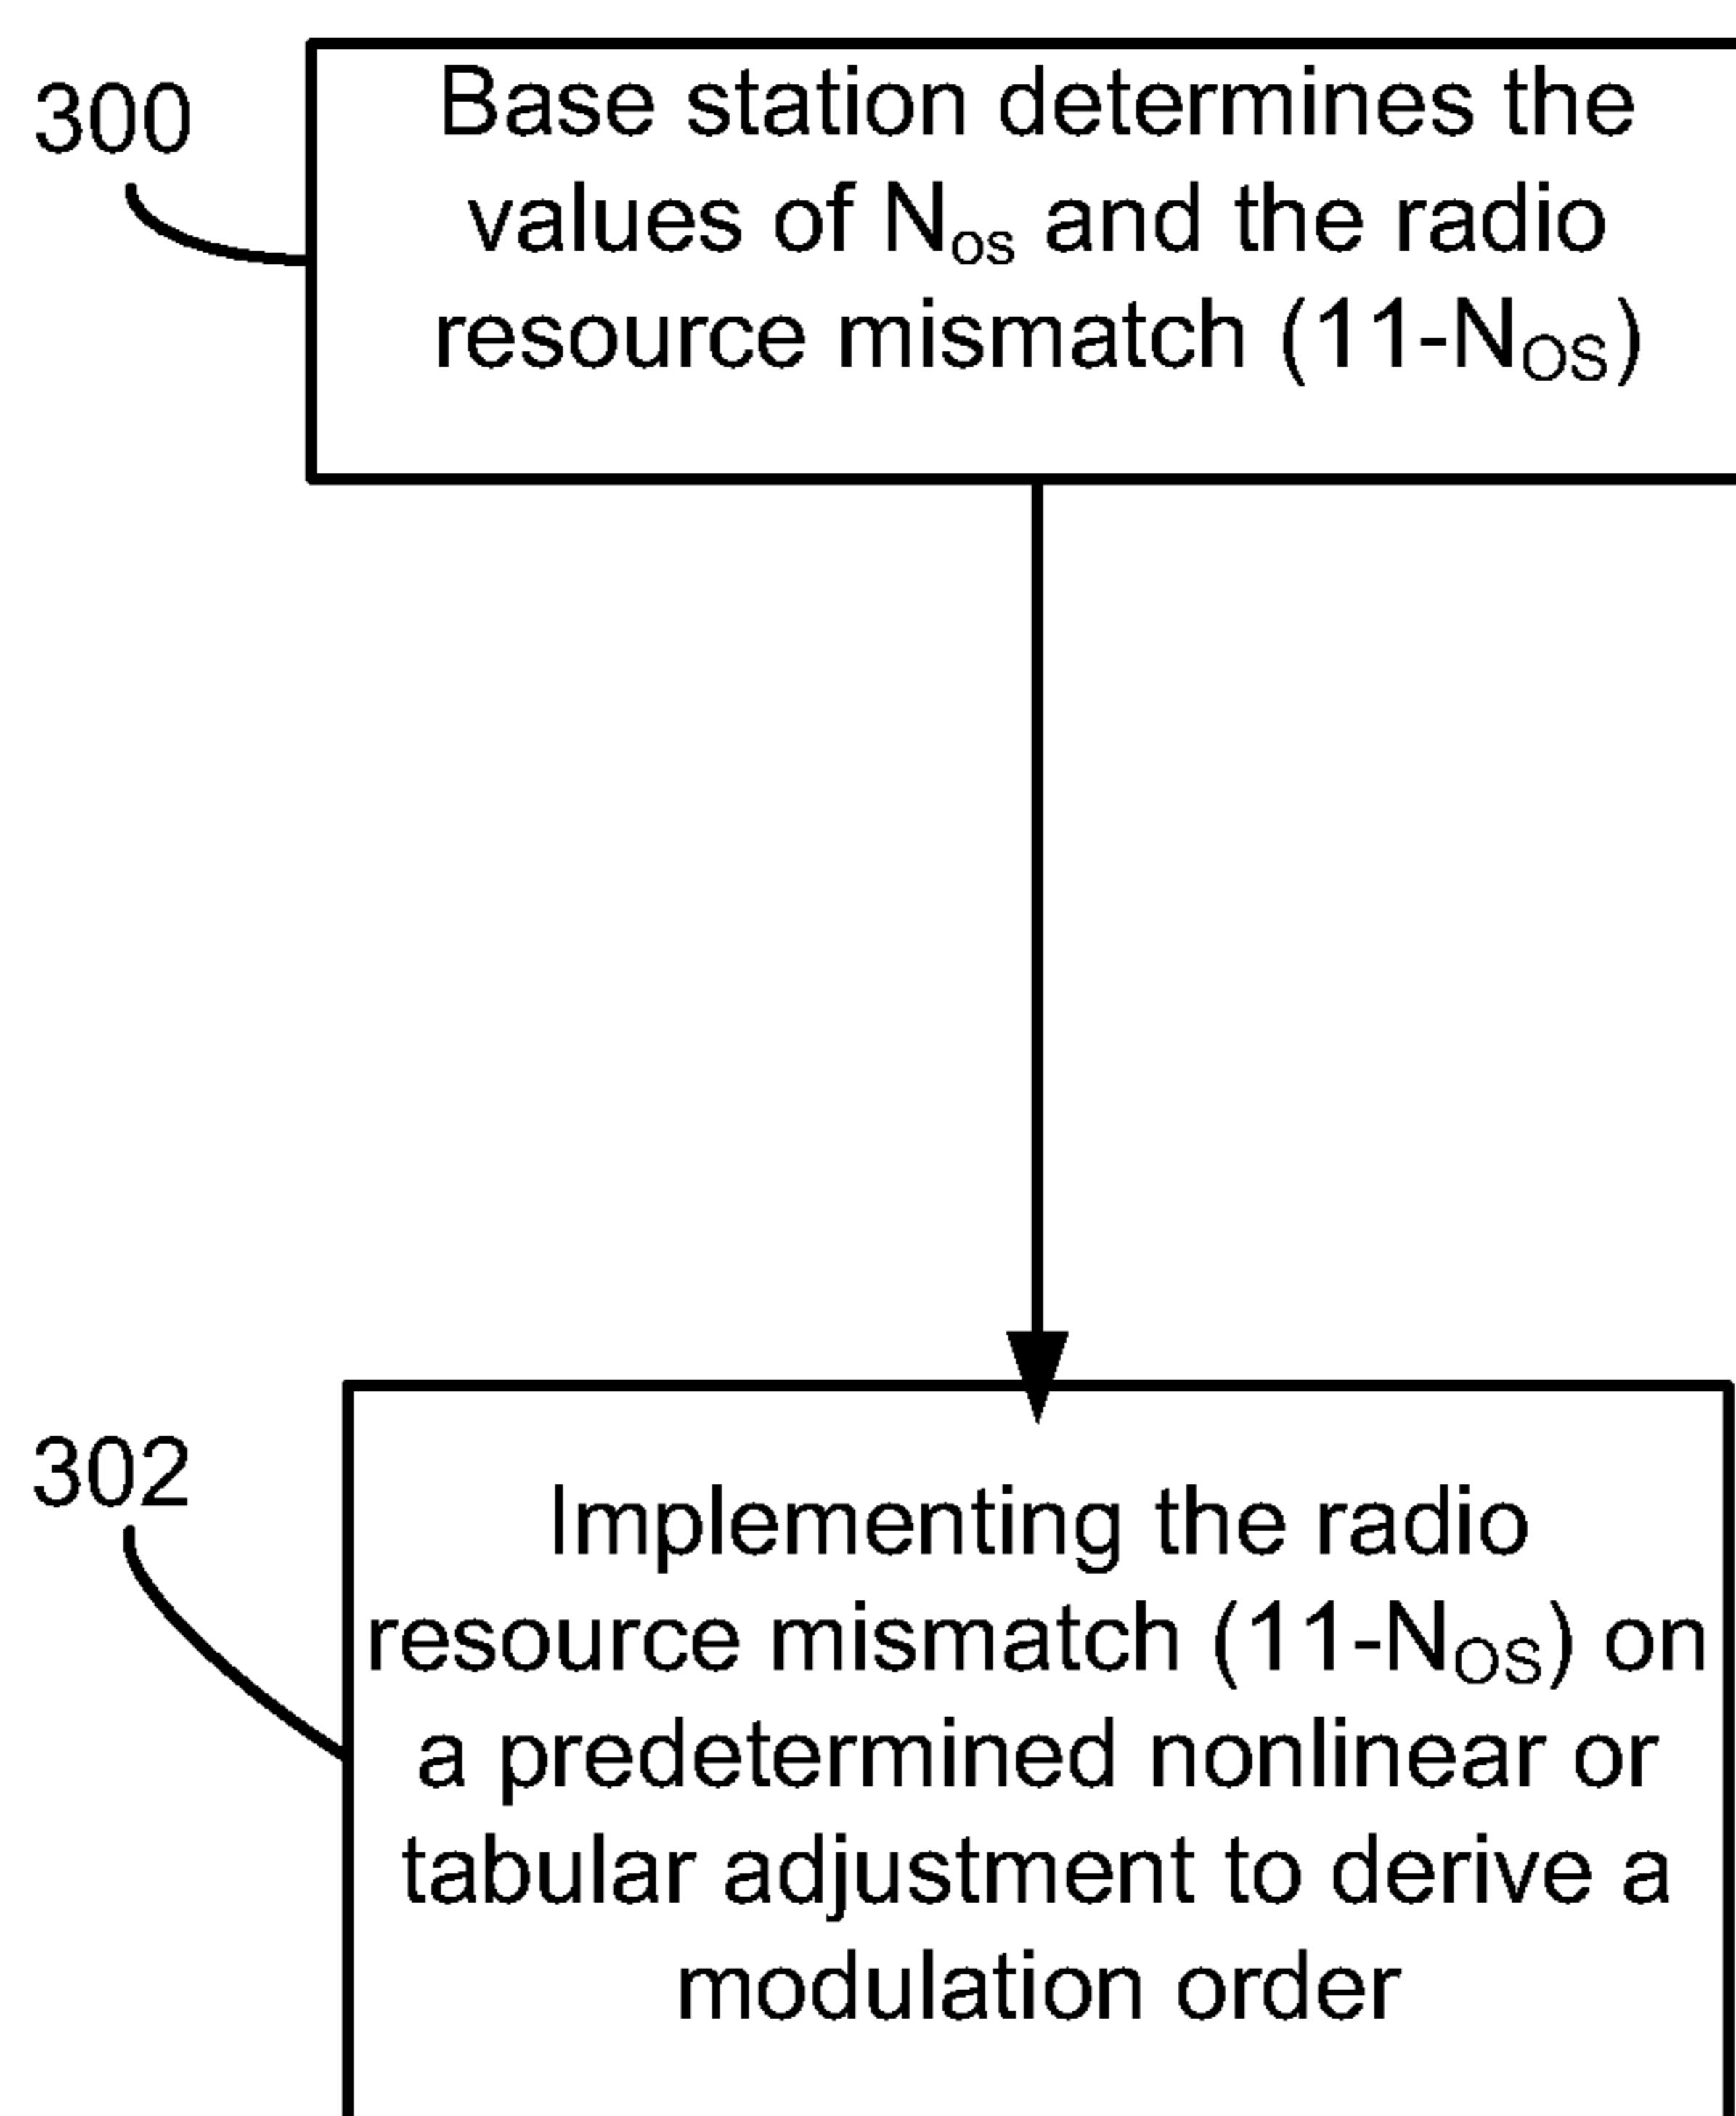 300
Base station determines the
values of Nos and the radio
resource mismatch (11-NOS)
302
Implementing the radio
resource mismatch (11-NOS) on
a predetermined nonlinear or
tabular adjustment to derive a
modulation order